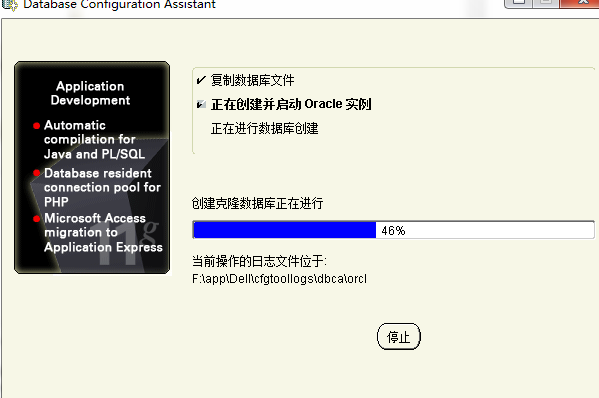 Database Configuration Assistant
Application
Development
Automatic
compilation for
Java and PL/SQL
Database resident
connection pool for
PHP
Microsoft Access
migration to
Application Express
11g
复制数据库文件
正在创建并启动 Oracle 实例
正在进行数据库创建
创建克隆数据库正在进行
46%
当前操作的日志文件位于:
F:\app\Dell\cfgtoollogs\dbca\orcl
停止